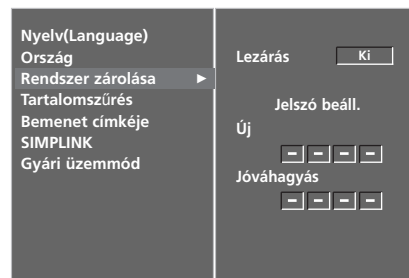 Nyelv(Language)
Ország
Rendszer zárolása ►
Tartalomszűrés
Bemenet címkéje
SIMPLINK
Gyári üzemmód
Lezárás Ki
Jelszó beáll.
Új
– – – –
Jóváhagyás
– – – –